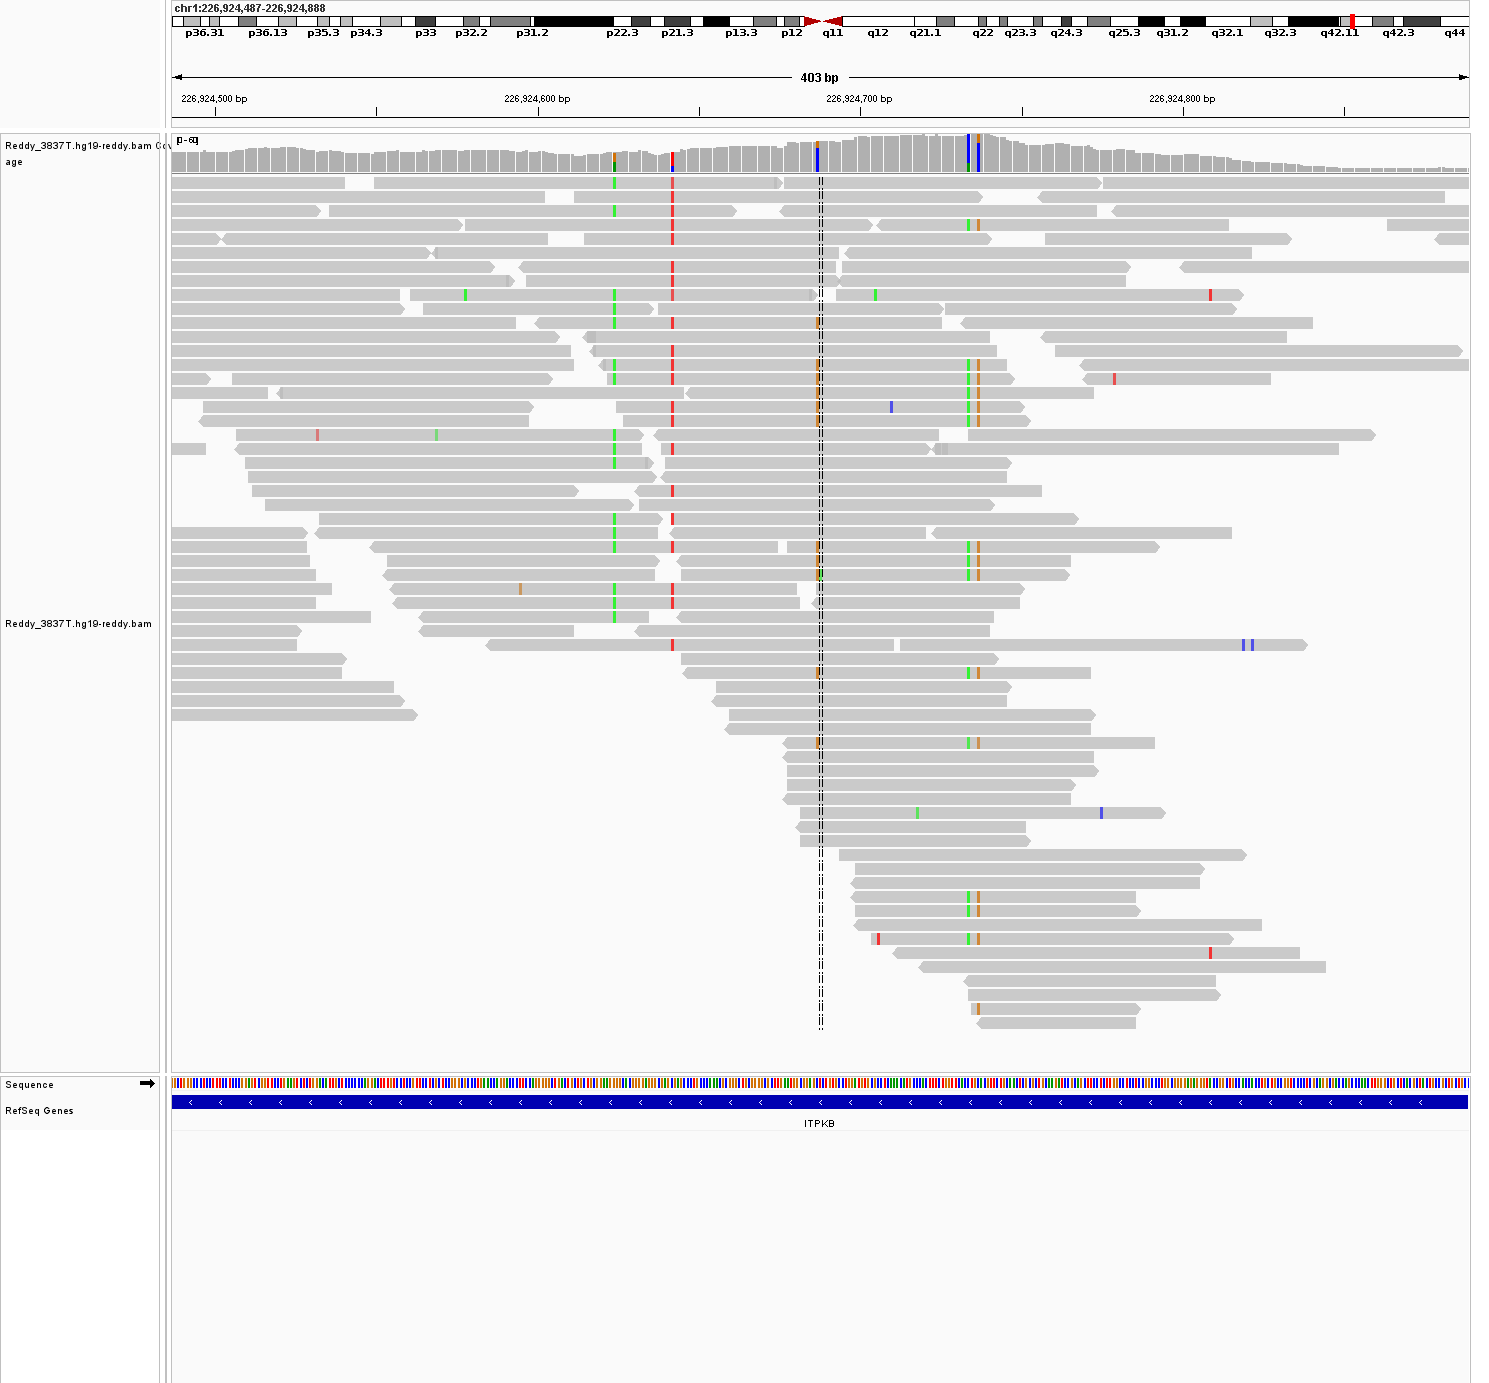 chr1:226,924,487-226,924,888
p36.31 p36.13 p35.3 p34.3 p33 p32.2 p31.2 p22.3 p21.3 p13.3 p12 q11 q12 q21.1 q22 q23.3 q24.3 q25.3 q31.2 q32.1 q32.3 q42.11 q42.3 q44
403 bp
226,924,500 bp 226,924,600 bp 226,924,700 bp 226,924,800 bp
[0 - 60]
Reddy_3837T.hg19-reddy.bam Cov
age
Reddy_3837T.hg19-reddy.bam
Sequence
RefSeq Genes
ITPKB